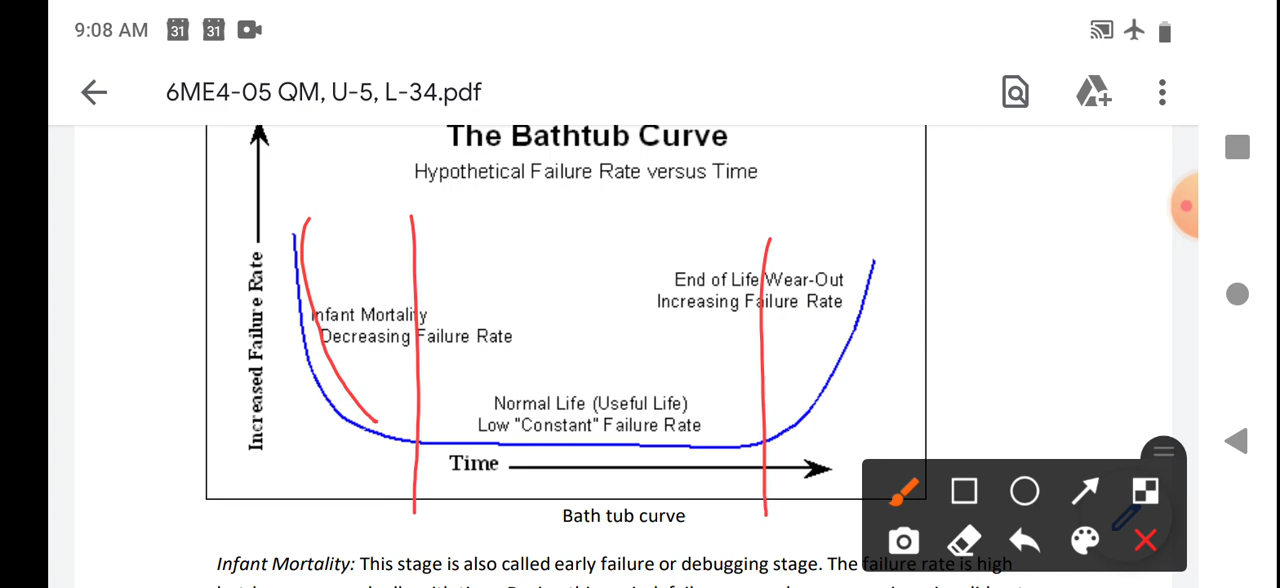 9:08 AM 31 31
6ME4-05 QM, U-5, L-34.pdf
The Bathtub Curve
Hypothetical Failure Rate versus Time
Increased Failure Rate
End of Life Wear-Out
Increasing Failure Rate
Infant Mortality
Decreasing Failure Rate
Normal Life (Useful Life)
Low "Constant" Failure Rate
Time
Bath tub curve
Infant Mortality: This stage is also called early failure or debugging stage. The failure rate is high